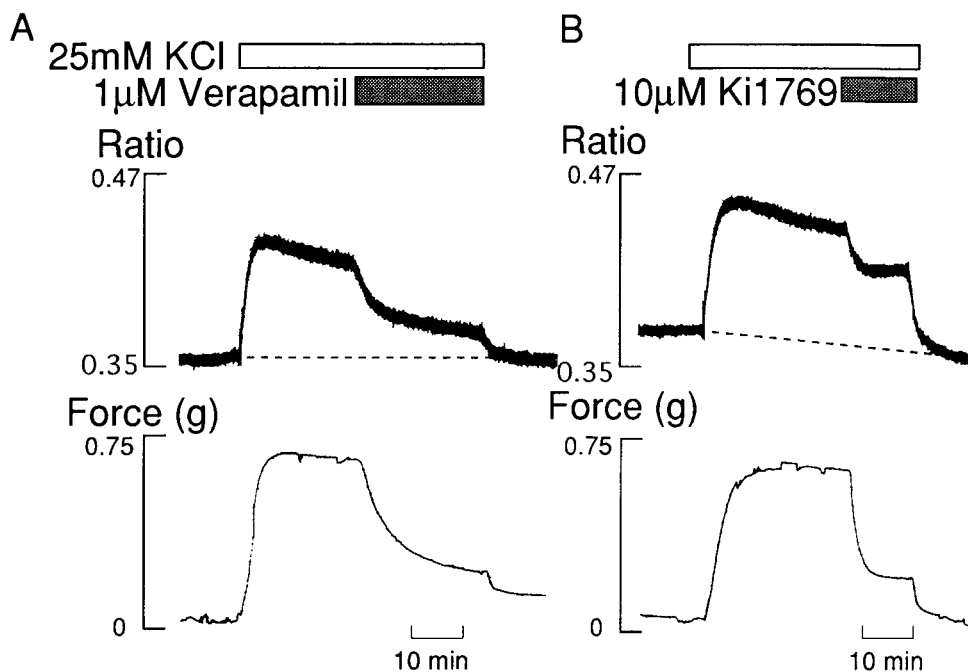 A
25mM KCl
1μM Verapamil
Ratio
0.47
0.35
Force (g)
0.75
0
10 min
B
10μM Ki1769
Ratio
0.47
0.35
Force (g)
0.75
0
10 min